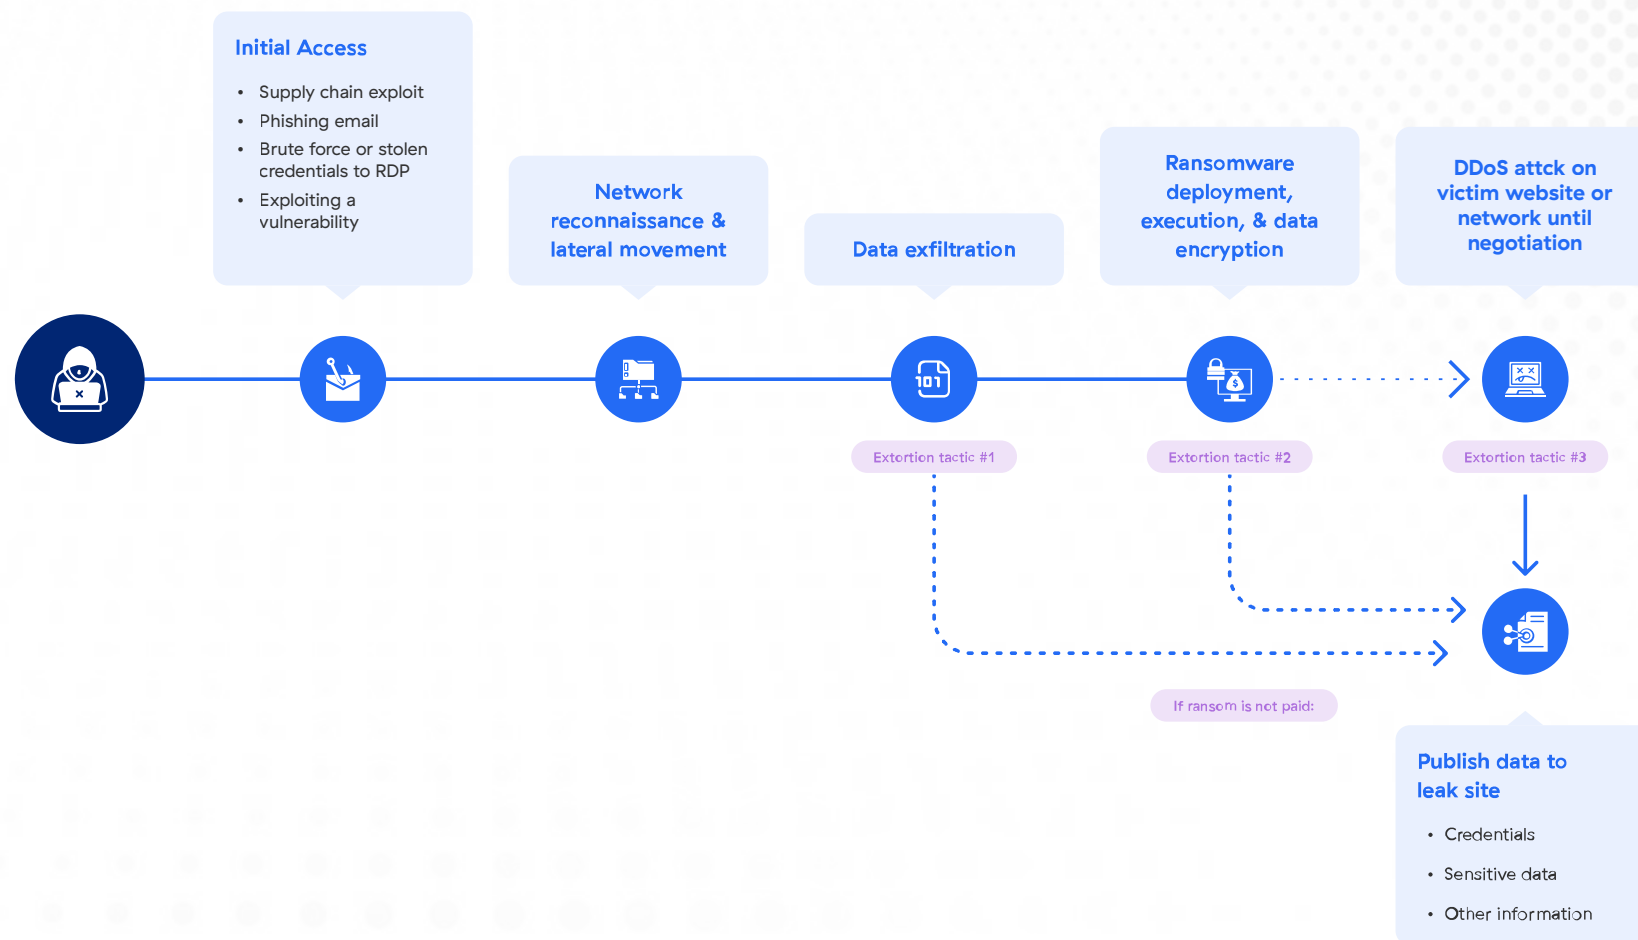 Initial Access
• Supply chain exploit
• Phishing email
• Brute force or stolen
credentials to RDP
• Exploiting a
vulnerability
Network
reconnaissance &
lateral movement
Data exfiltration
Ransomware
deployment,
execution, & data
encryption
DDoS attck on
victim website or
network until
negotiation
101
$
Extortion tactic #1
Extortion tactic #2
Extortion tactic #3
If ransom is not paid:
Publish data to
leak site
• Credentials
• Sensitive data
• Other information